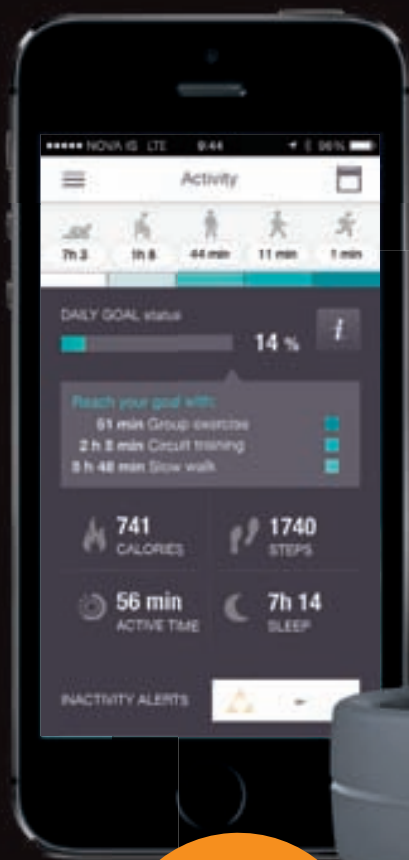 NOVA IS LTE 9:44 96%
Activity
7h 3 1h 8 44 min 11 min 1 min
DAILY GOAL status
14 %
i
Reach your goal with:
51 min Group exercise
2 h 8 min Circuit training
8 h 48 min Slow walk
741
CALORIES
1740
STEPS
56 min
ACTIVE TIME
7h 14
SLEEP
INACTIVITY ALERTS